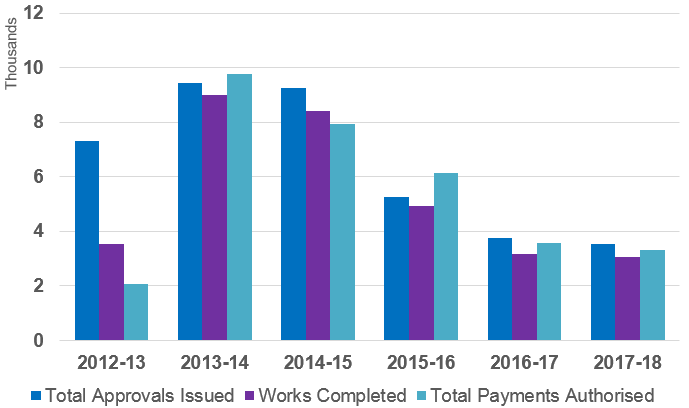 Thousands
12
10
8
6
4
2
0
2012-13 2013-14 2014-15 2015-16 2016-17 2017-18
Total Approvals Issued Works Completed Total Payments Authorised